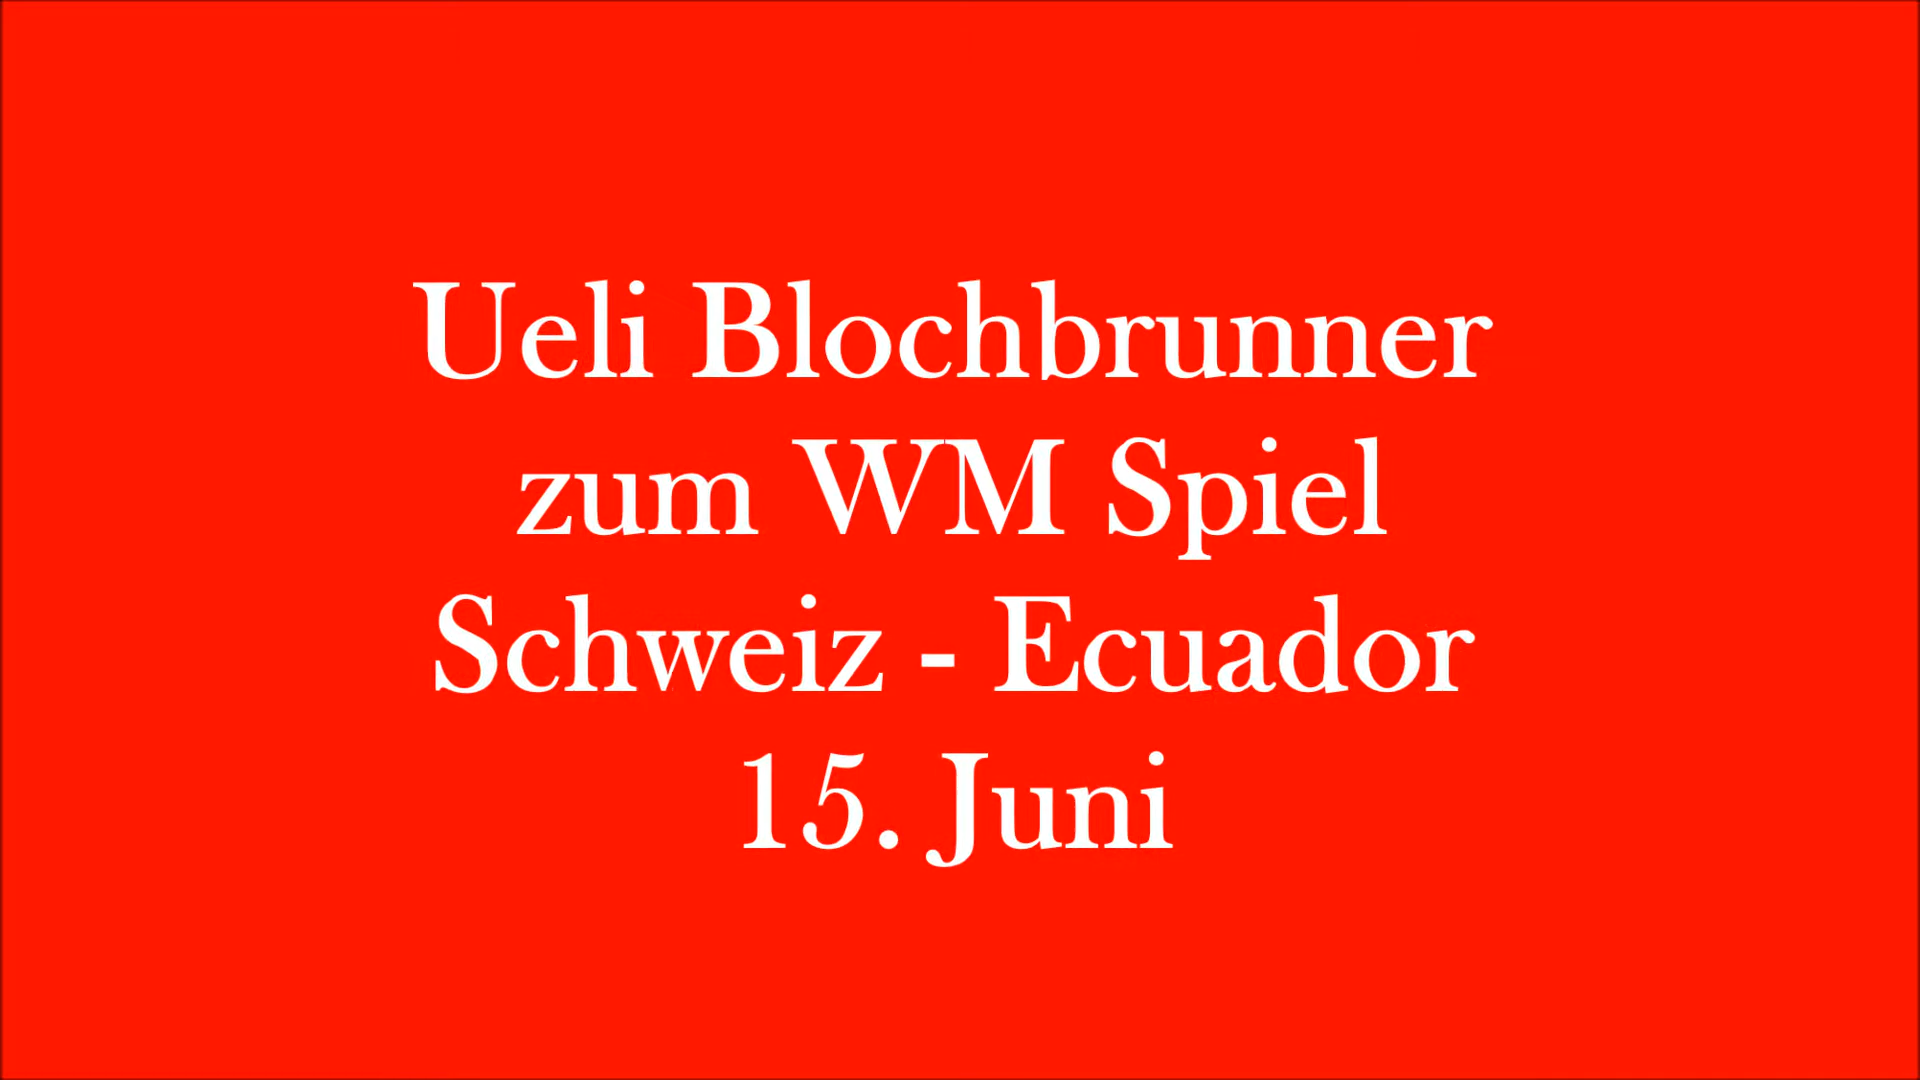 Ueli Blochbrunner
zum WM Spiel
Schweiz - Ecuador
15. Juni